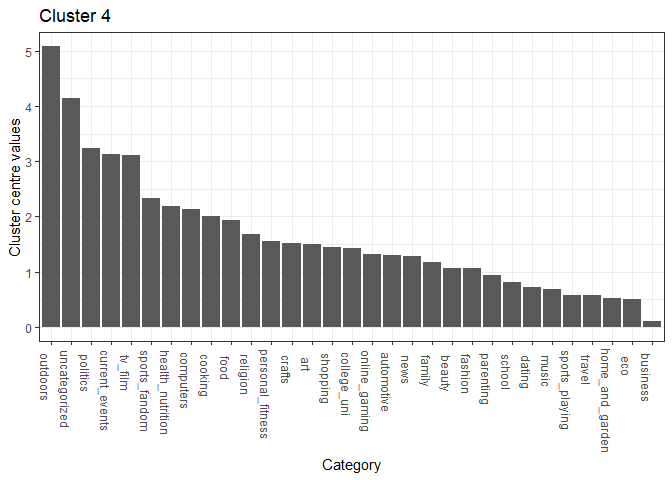 Cluster 4
Cluster centre values
5
4
3
2
1
0
outdoors
uncategorized
politics
current_events
tv_film
sports_fandom
health_nutrition
computers
cooking
food
religion
personal_fitness
crafts
art
shopping
college_uni
online_gaming
automotive
news
family
beauty
fashion
parenting
school
dating
music
sports_playing
travel
home_and_garden
eco
business
Category